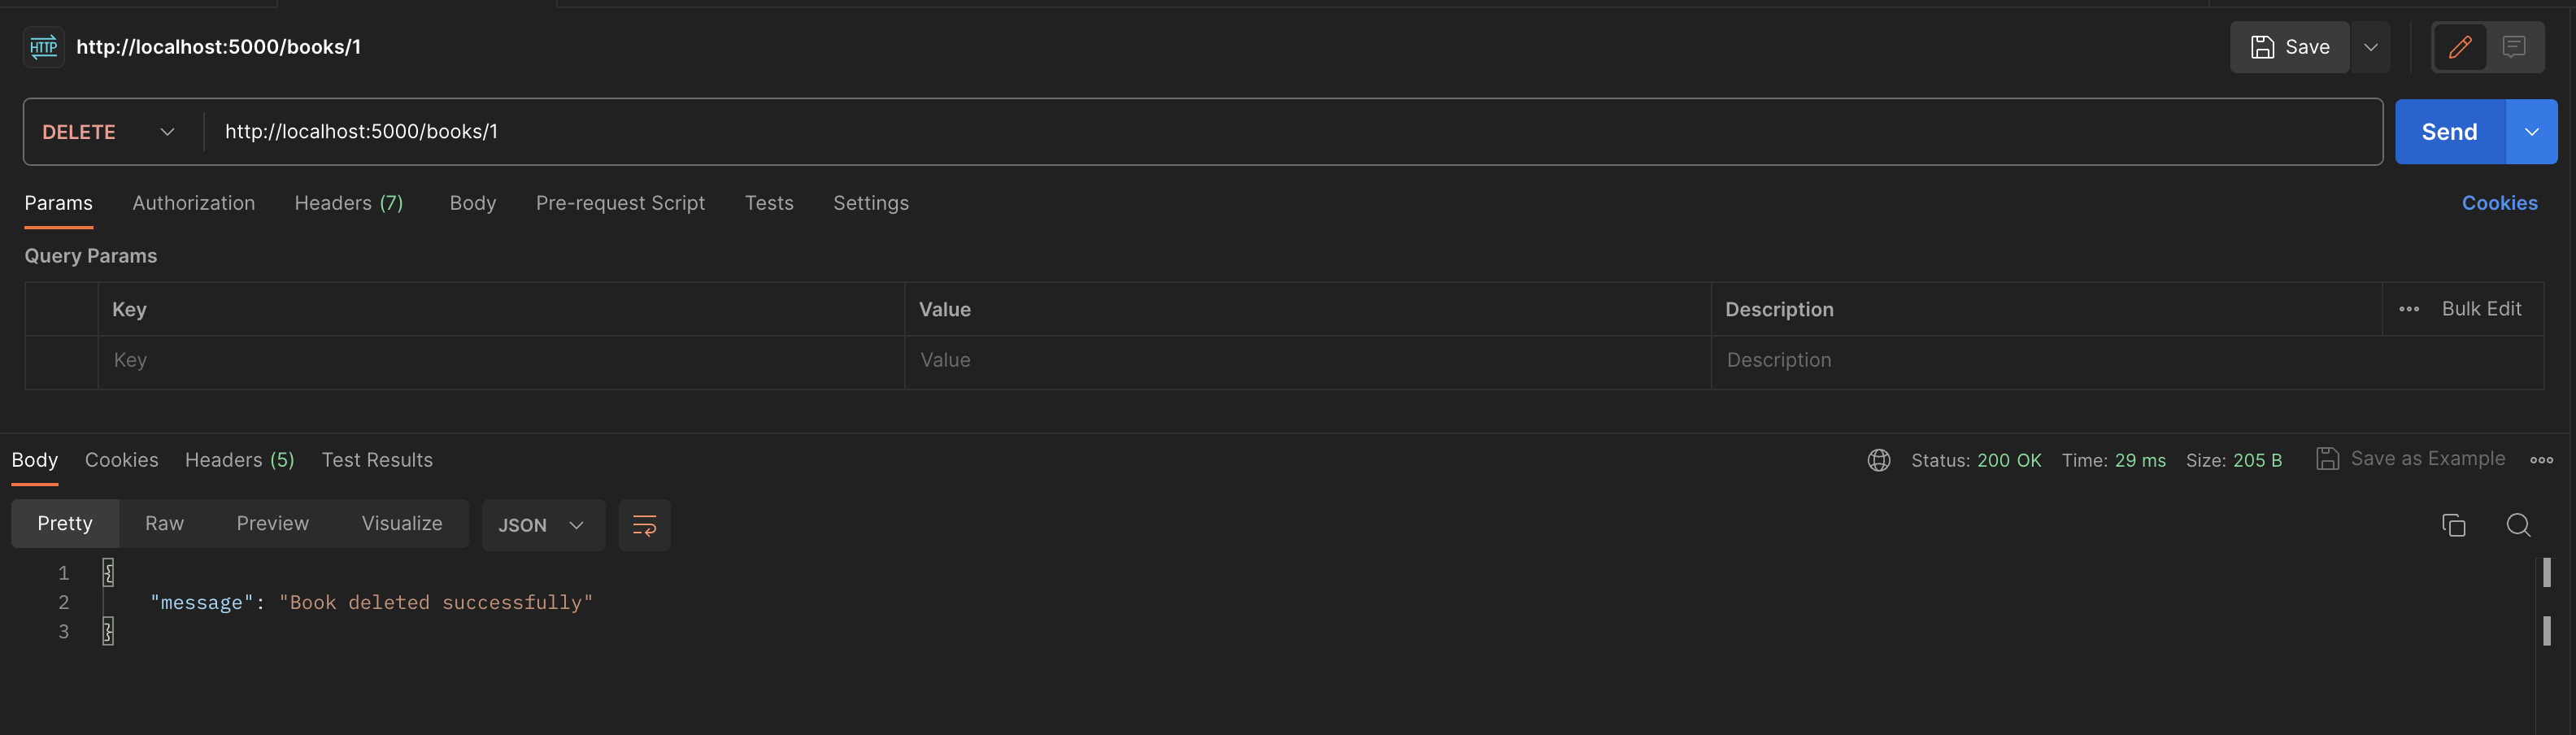 HTTP http://localhost:5000/books/1 Save
DELETE http://localhost:5000/books/1 Send
Params Authorization Headers (7) Body Pre-request Script Tests Settings Cookies
Query Params
Key Value Description Bulk Edit
Key Value Description
Body Cookies Headers (5) Test Results Status: 200 OK Time: 29 ms Size: 205 B Save as Example
Pretty Raw Preview Visualize JSON
1 {
2 "message": "Book deleted successfully"
3 }